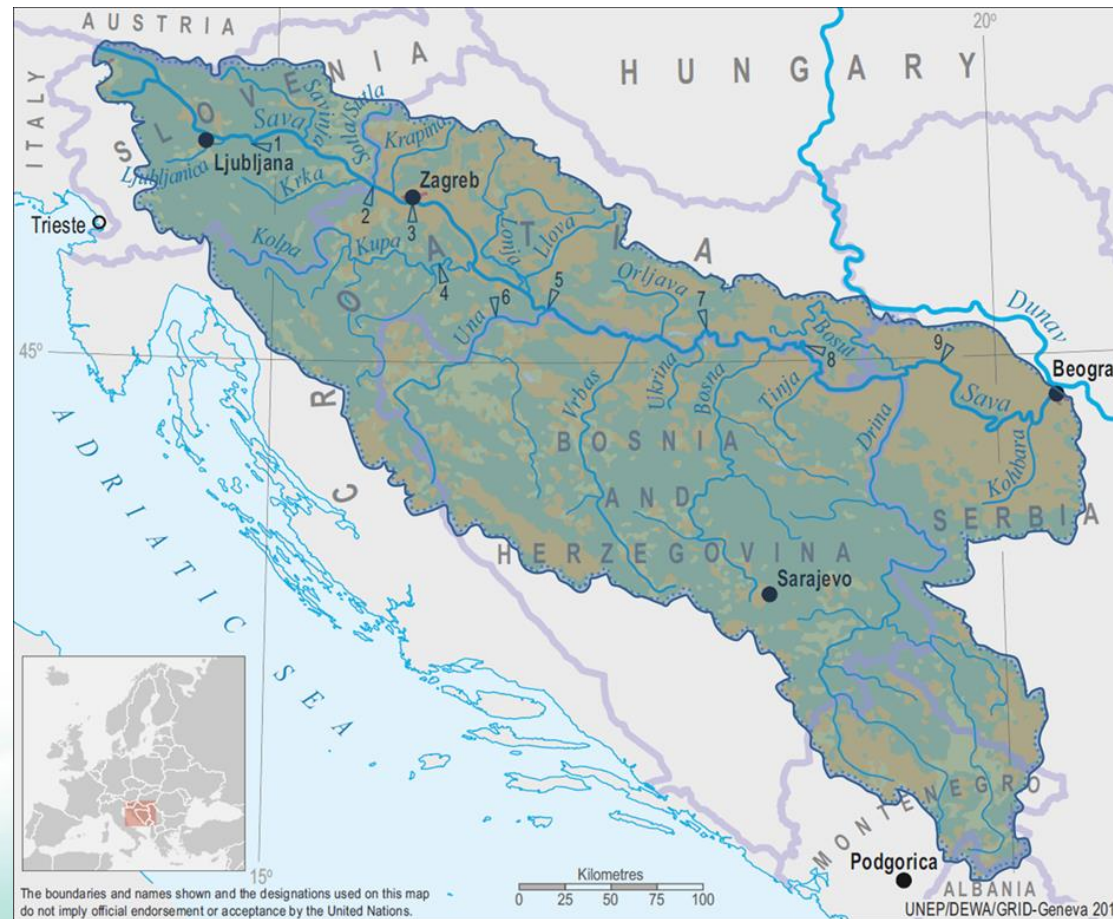 AUSTRIA
20°
HUNGARY
ITALY
SLOVENIA
Savinja
Sotla/Sutla
Sava
Krapina
1
Ljubljana
Ljubljanica
Krka
Zagreb
2
3
Trieste
Kolpa
Kupa
Lonja
Llova
CROATIA
4
Orljava
5
6
7
Una
Dunav
45°
Bosut
8
9
Beogra
Vrbas
Ukrina
Bosna
Tinja
Drina
Sava
Kolubara
BOSNIA
AND
HERZEGOVINA
SERBIA
Sarajevo
ADRIATIC SEA
MONTENEGRO
Podgorica
ALBANIA
15°
Kilometres
0 25 50 75 100
The boundaries and names shown and the designations used on this map
do not imply official endorsement or acceptance by the United Nations.
UNEP/DEWA/GRID-Geneva 201